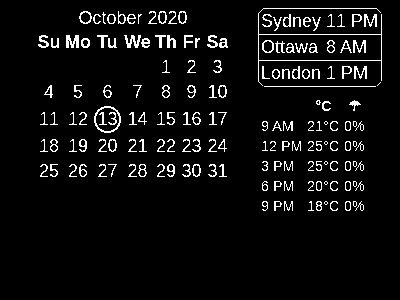 October 2020
Su Mo Tu We Th Fr Sa
1 2 3
4 5 6 7 8 9 10
11 12 13 14 15 16 17
18 19 20 21 22 23 24
25 26 27 28 29 30 31
Sydney 11 PM
Ottawa 8 AM
London 1 PM
°C ☂
9 AM 21°C 0%
12 PM 25°C 0%
3 PM 25°C 0%
6 PM 20°C 0%
9 PM 18°C 0%